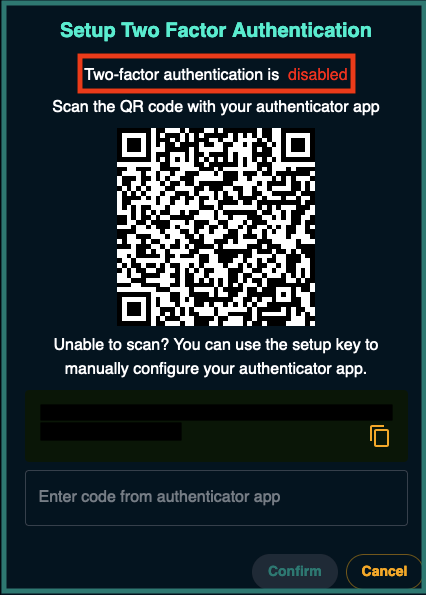 Setup Two Factor Authentication
Two-factor authentication is disabled
Scan the QR code with your authenticator app
Unable to scan? You can use the setup key to
manually configure your authenticator app.
Enter code from authenticator app
Confirm Cancel